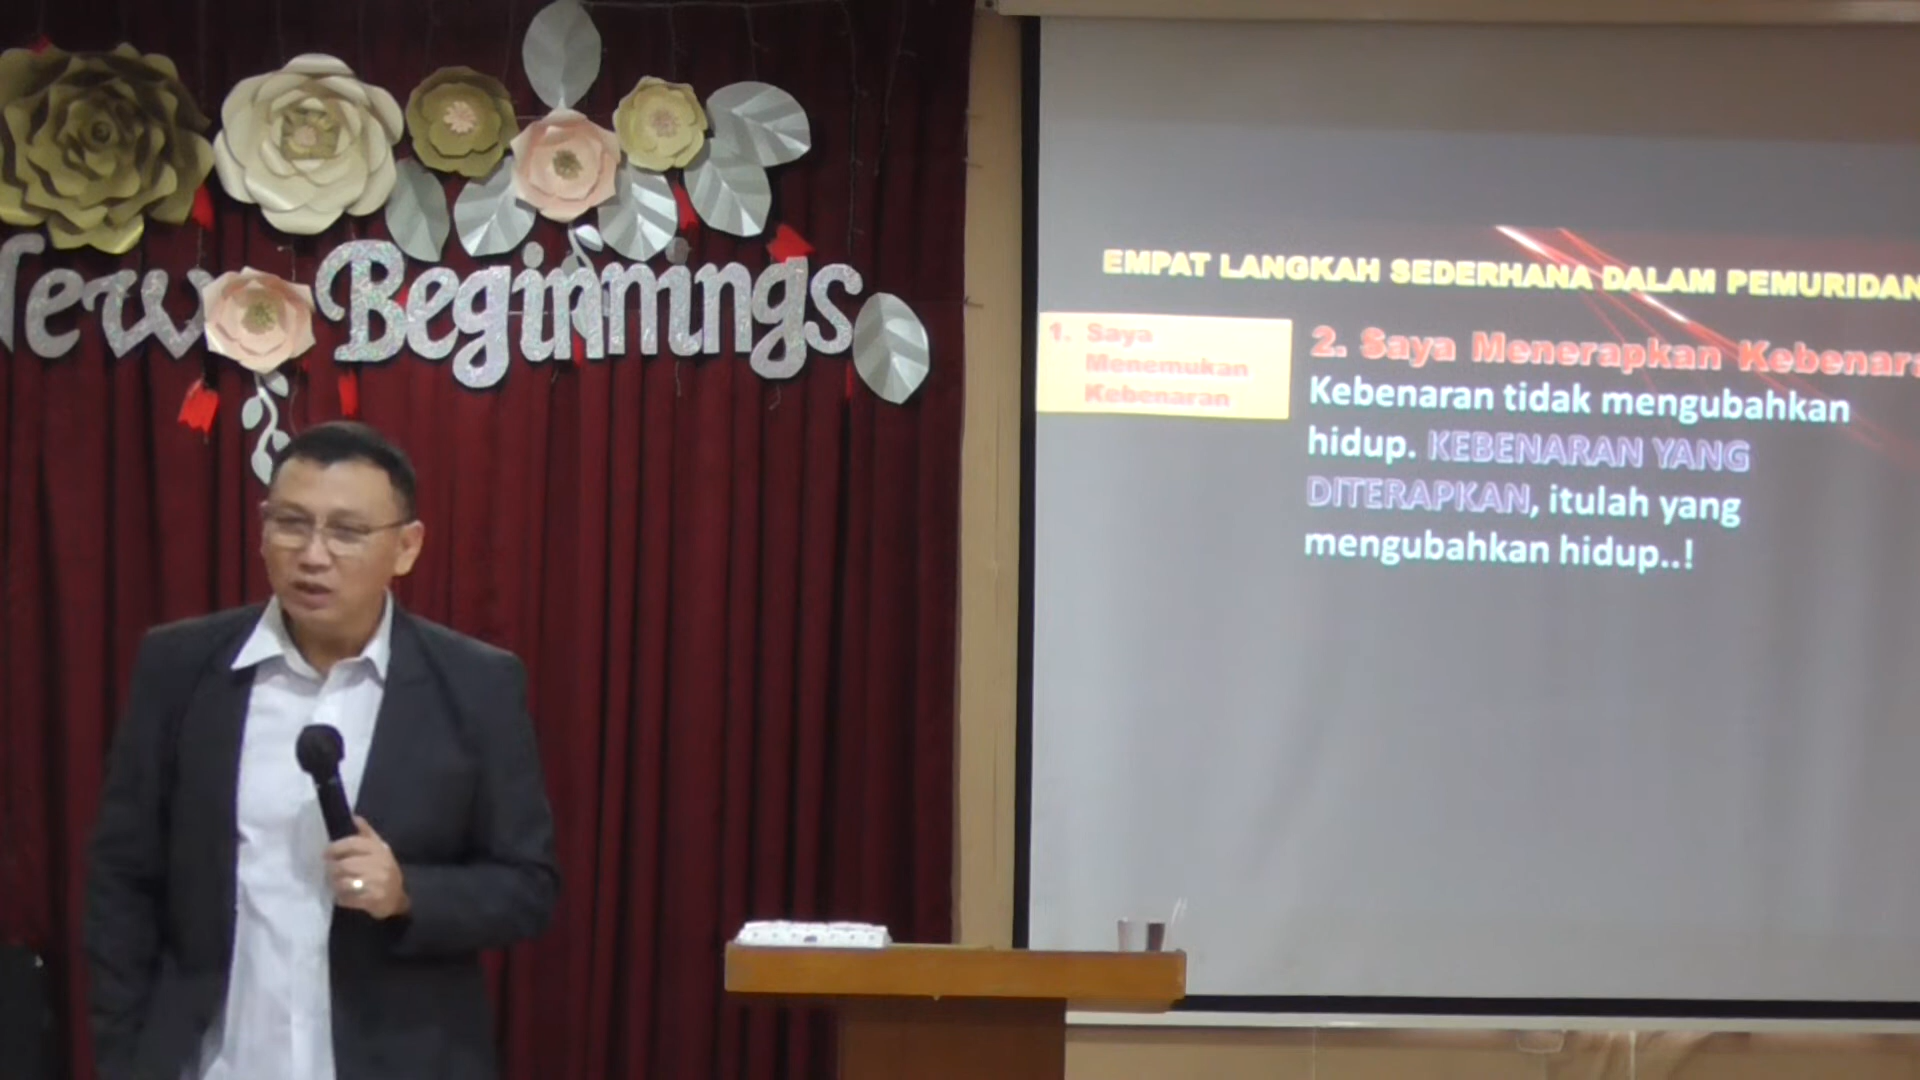 New Beginnings
EMPAT LANGKAH SEDERHANA DALAM PEMURIDAN
1. Saya
Menemukan
Kebenaran
2. Saya Menerapkan Kebenara
Kebenaran tidak mengubahkan
hidup. KEBENARAN YANG
DITERAPKAN, itulah yang
mengubahkan hidup..!